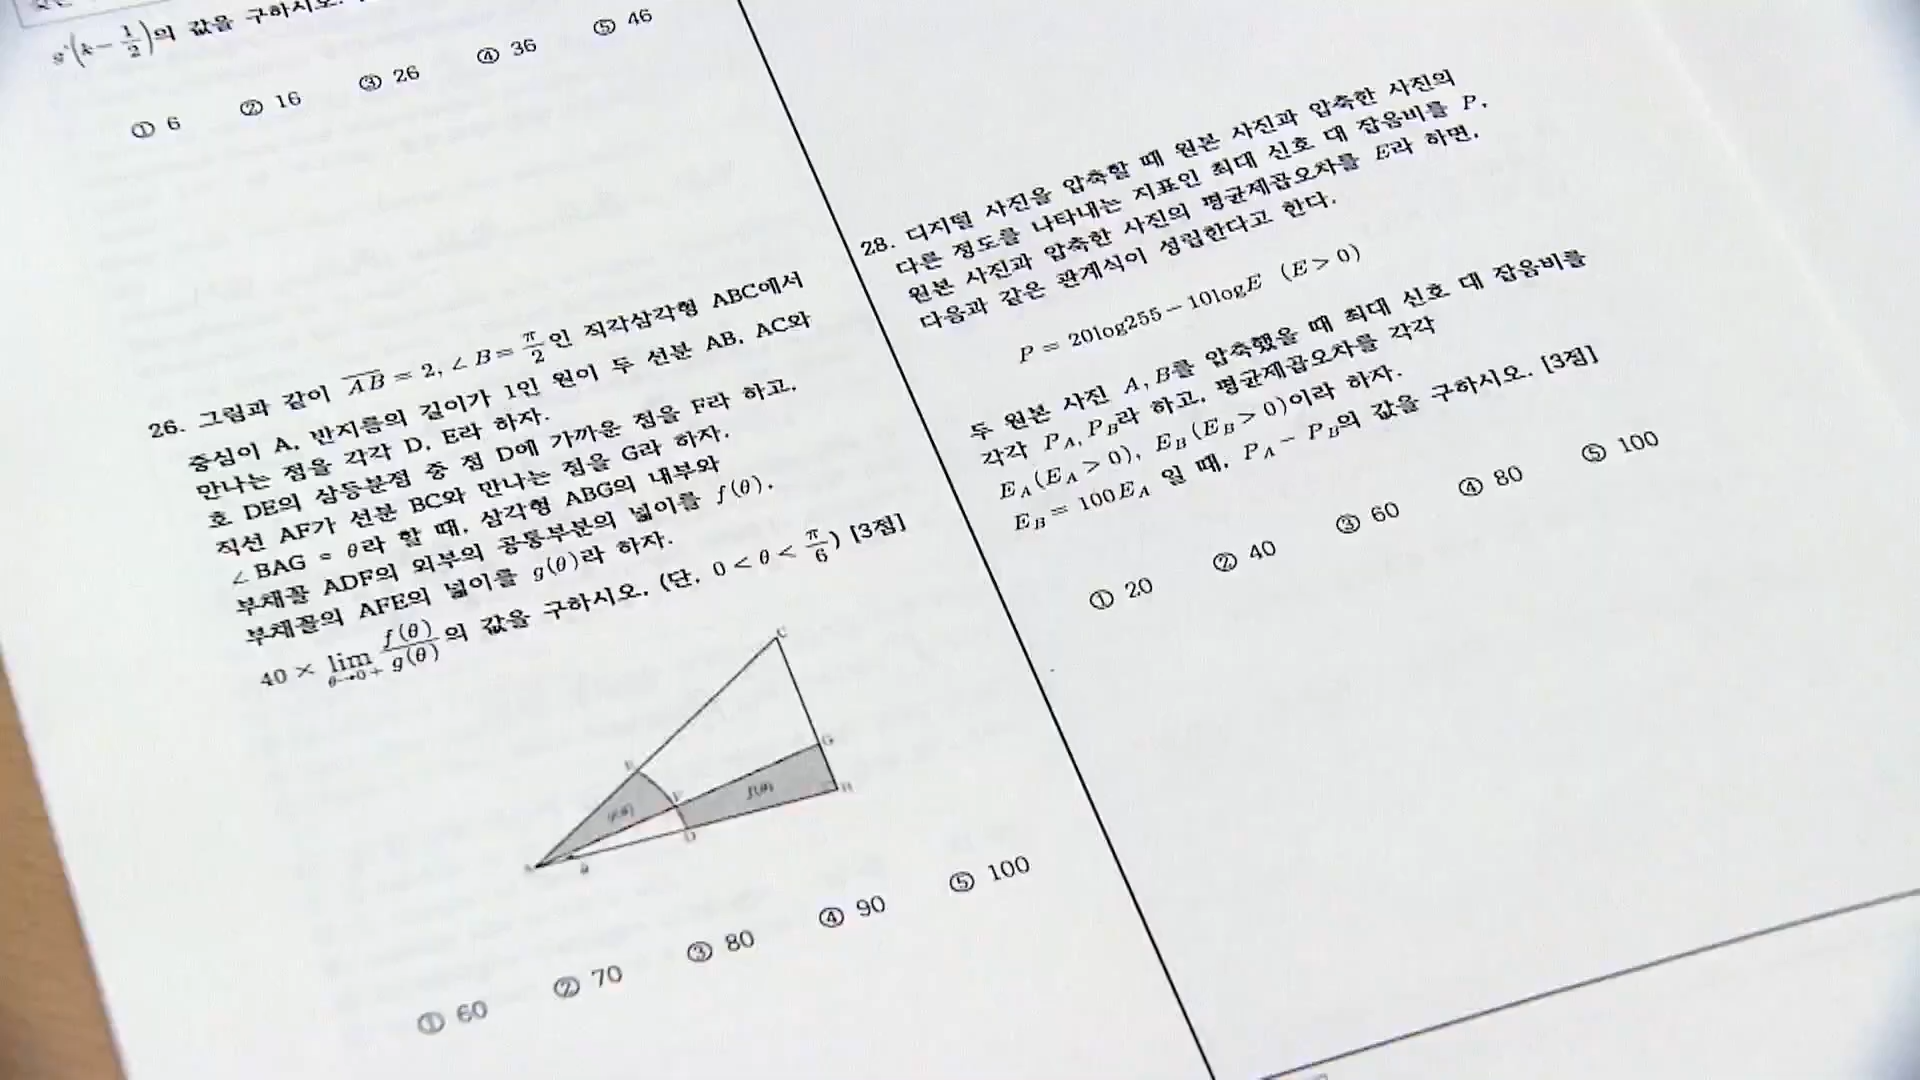 g'(k-1/2)의 값을 구하시오.
① 6 ② 16 ③ 26 ④ 36 ⑤ 46
26. 그림과 같이 AB = 2, ∠B = π/2인 직각삼각형 ABC에서
중심이 A, 반지름의 길이가 1인 원이 두 선분 AB, AC와
만나는 점을 각각 D, E라 하자.
호 DE의 삼등분점 중 점 D에 가까운 점을 F라 하고,
직선 AF가 선분 BC와 만나는 점을 G라 하자.
∠BAG = θ라 할 때, 삼각형 ABG의 내부와
부채꼴 ADF의 외부의 공통부분의 넓이를 f(θ),
부채꼴의 AFE의 넓이를 g(θ)라 하자.
40 × lim θ→0+ f(θ)/g(θ)의 값을 구하시오. (단, 0 < θ < π/6) [3점]
C
E
G
F
g(θ)
f(θ)
B
D
A
θ
① 60 ② 70 ③ 80 ④ 90 ⑤ 100
28. 디지털 사진을 압축할 때 원본 사진과 압축한 사진의
다른 정도를 나타내는 지표인 최대 신호 대 잡음비를 P,
원본 사진과 압축한 사진의 평균제곱오차를 E라 하면,
다음과 같은 관계식이 성립한다고 한다.
P = 20log255 - 10logE (E > 0)
두 원본 사진 A, B를 압축했을 때 최대 신호 대 잡음비를
각각 P_A, P_B라 하고, 평균제곱오차를 각각
E_A(E_A > 0), E_B(E_B > 0)이라 하자.
E_B = 100E_A 일 때, P_A - P_B의 값을 구하시오. [3점]
① 20 ② 40 ③ 60 ④ 80 ⑤ 100